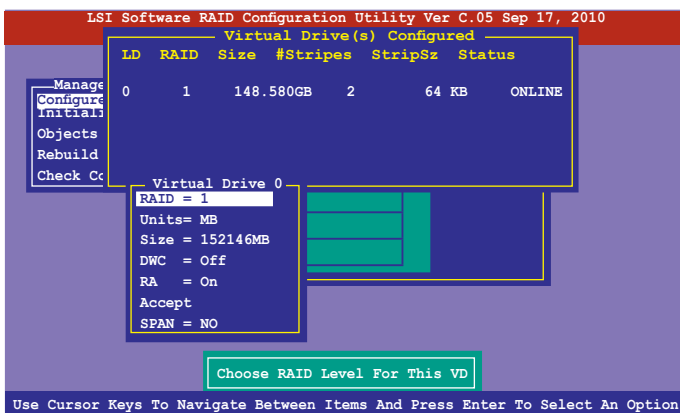 LSI Software RAID Configuration Utility Ver C.05 Sep 17, 2010
Virtual Drive(s) Configured
LD RAID Size #Stripes StripSz Status
0 1 148.580GB 2 64 KB ONLINE
Manage
Configure
Initiali
Objects
Rebuild
Check Co
Virtual Drive 0
RAID = 1
Units= MB
Size = 152146MB
DWC = Off
RA = On
Accept
SPAN = NO
Choose RAID Level For This VD
Use Cursor Keys To Navigate Between Items And Press Enter To Select An Option